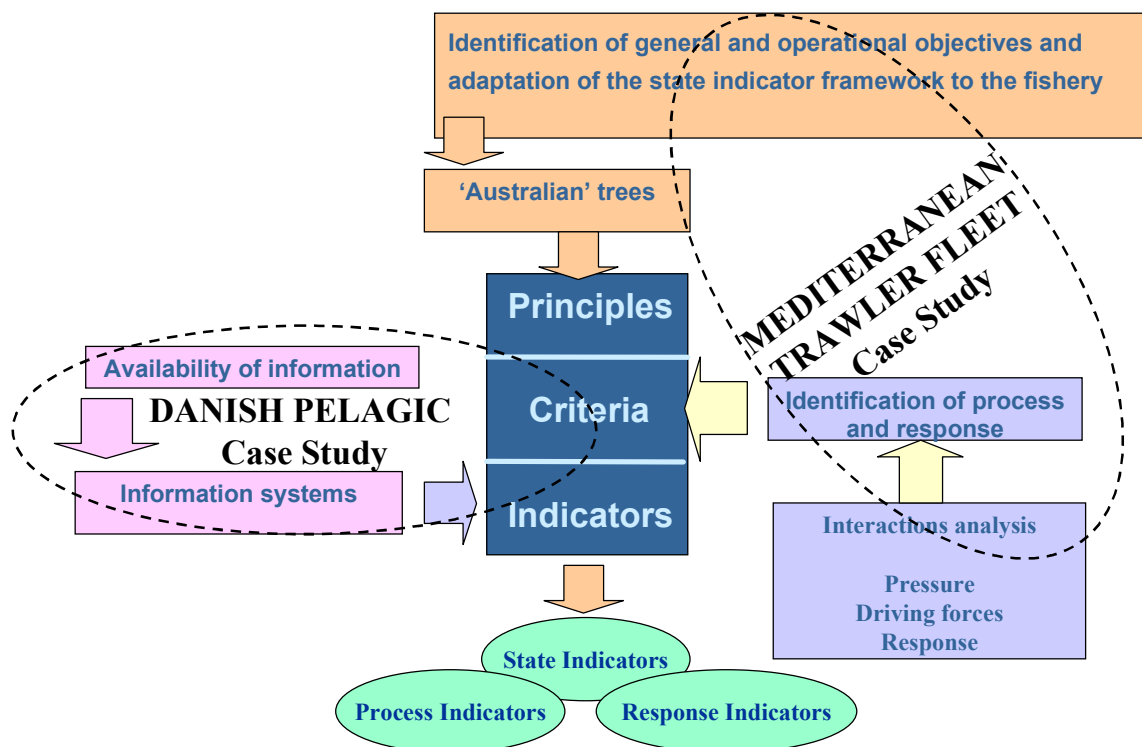 Identification of general and operational objectives and
adaptation of the state indicator framework to the fishery
‘Australian’ trees
Principles
Criteria
Indicators
Availability of information
DANISH PELAGIC
Case Study
Information systems
MEDITERRANEAN
TRAWLER FLEET
Case Study
Identification of process
and response
Interactions analysis
Pressure
Driving forces
Response
State Indicators
Process Indicators
Response Indicators